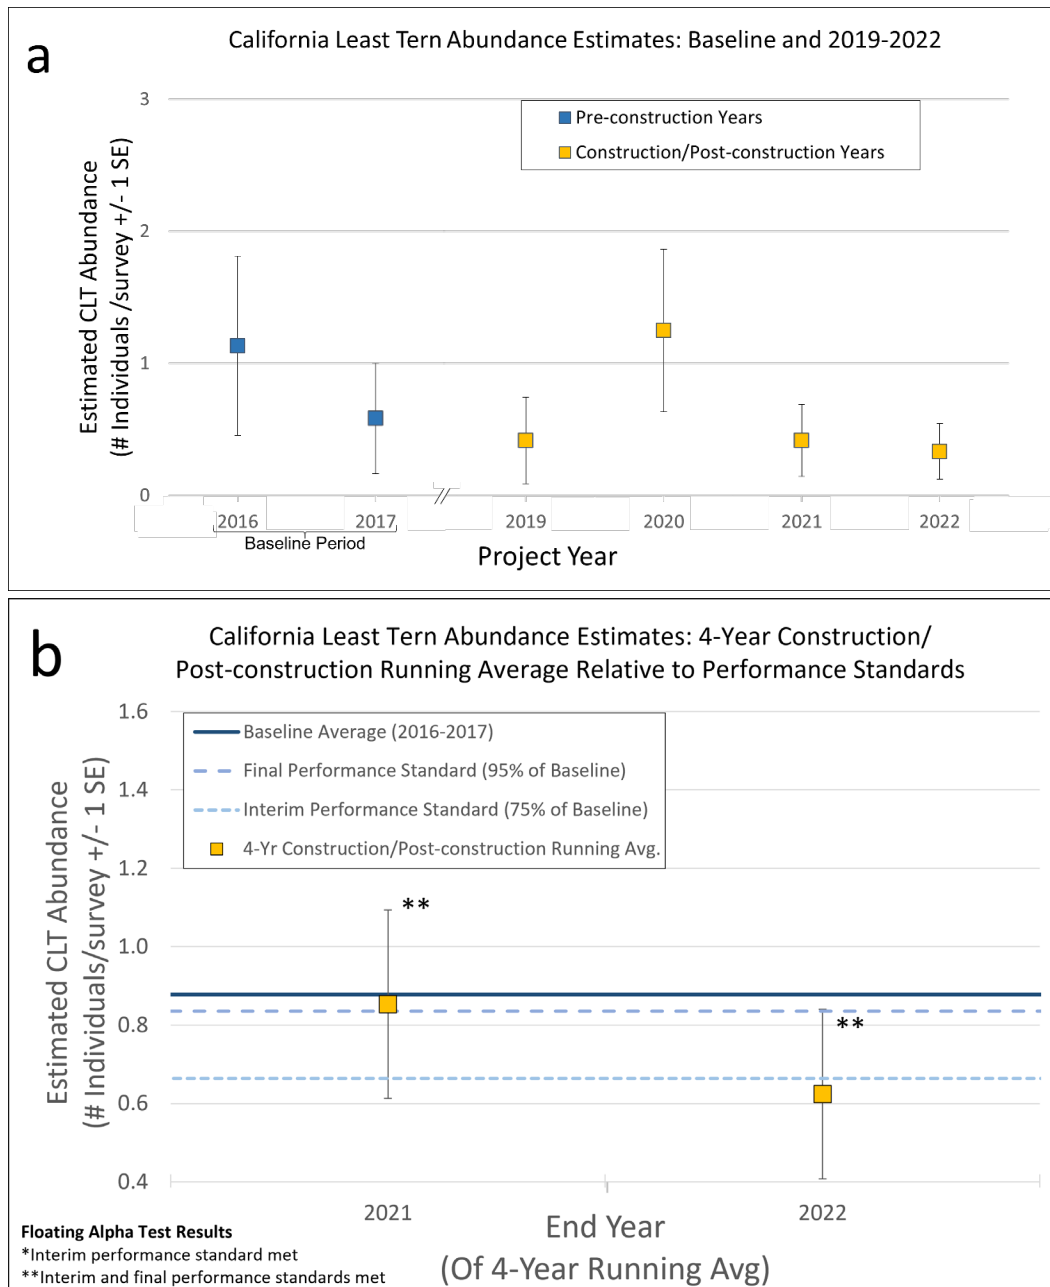 a
California Least Tern Abundance Estimates: Baseline and 2019-2022
Estimated CLT Abundance
(# Individuals /survey +/- 1 SE)
3
2
1
0
Pre-construction Years
Construction/Post-construction Years
2016
2017
//
2019
2020
2021
2022
Baseline Period
Project Year
b
California Least Tern Abundance Estimates: 4-Year Construction/
Post-construction Running Average Relative to Performance Standards
Estimated CLT Abundance
(# Individuals/survey +/- 1 SE)
1.6
1.4
1.2
1.0
0.8
0.6
0.4
Baseline Average (2016-2017)
Final Performance Standard (95% of Baseline)
Interim Performance Standard (75% of Baseline)
4-Yr Construction/Post-construction Running Avg.
**
**
2021
2022
End Year
(Of 4-Year Running Avg)
Floating Alpha Test Results
*Interim performance standard met
**Interim and final performance standards met